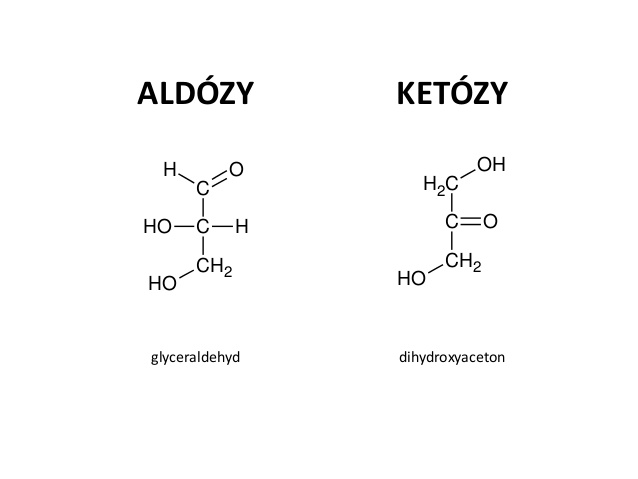 ALDÓZY
KETÓZY
H O
C
HO C H
CH2
HO
OH
H2C
C O
CH2
HO
glyceraldehyd
dihydroxyaceton